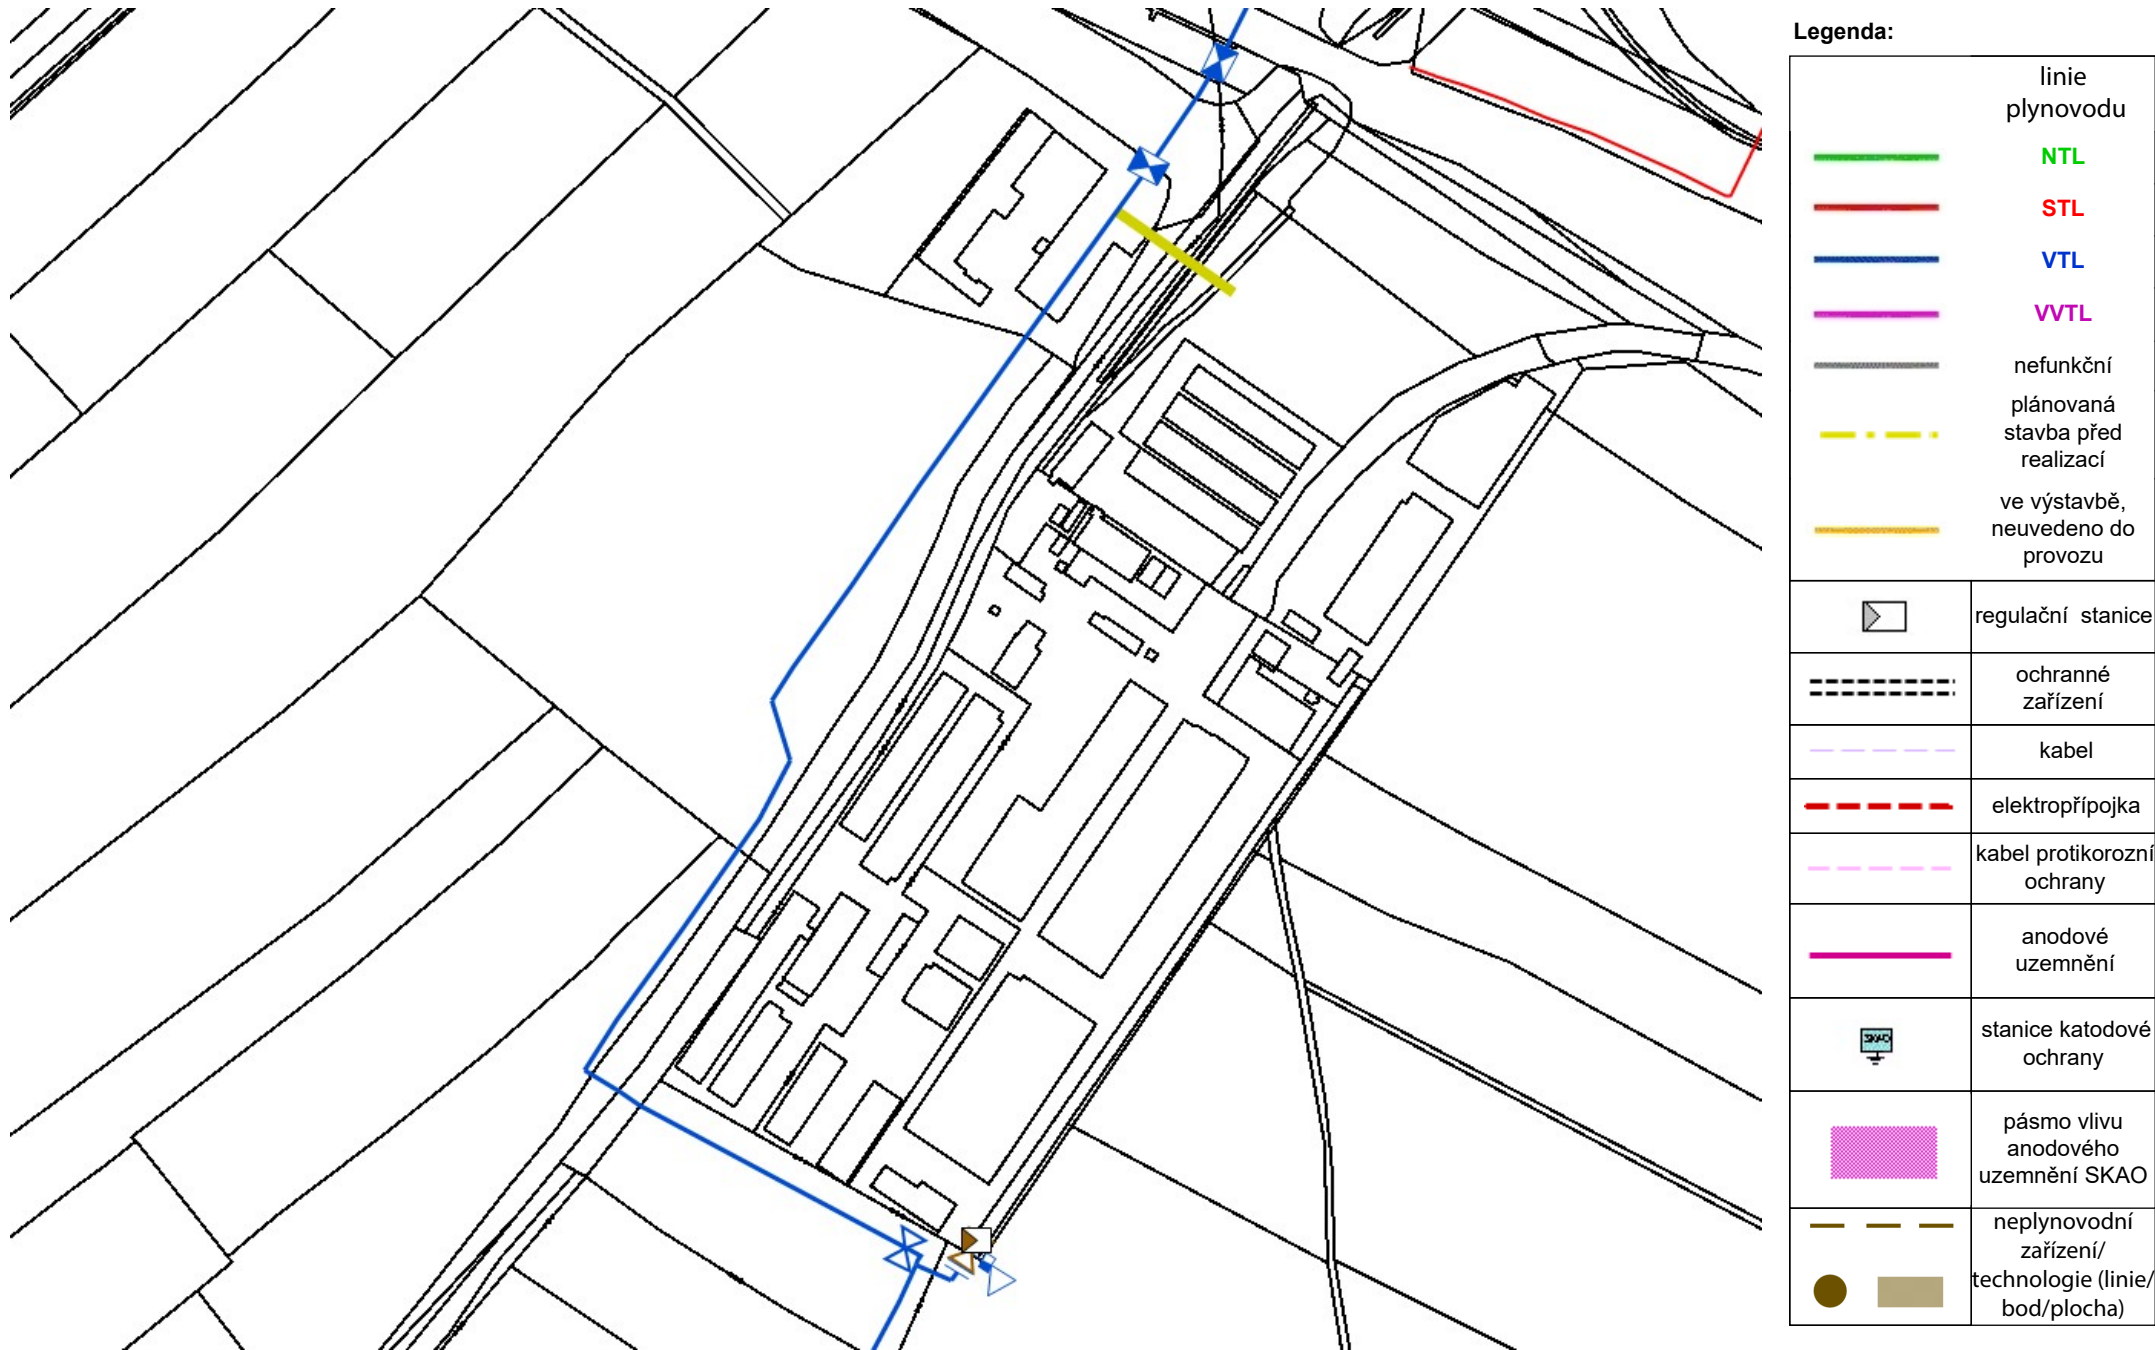 Legenda:
linie
plynovodu
NTL
STL
VTL
VVTL
nefunkční
plánovaná
stavba před
realizací
ve výstavbě,
neuvedeno do
provozu
regulační stanice
ochranné
zařízení
kabel
elektropřípojka
kabel protikorozní
ochrany
anodové
uzemnění
SKAO
stanice katodové
ochrany
pásmo vlivu
anodového
uzemnění SKAO
neplynovodní
zařízení/
technologie (linie/
bod/plocha)